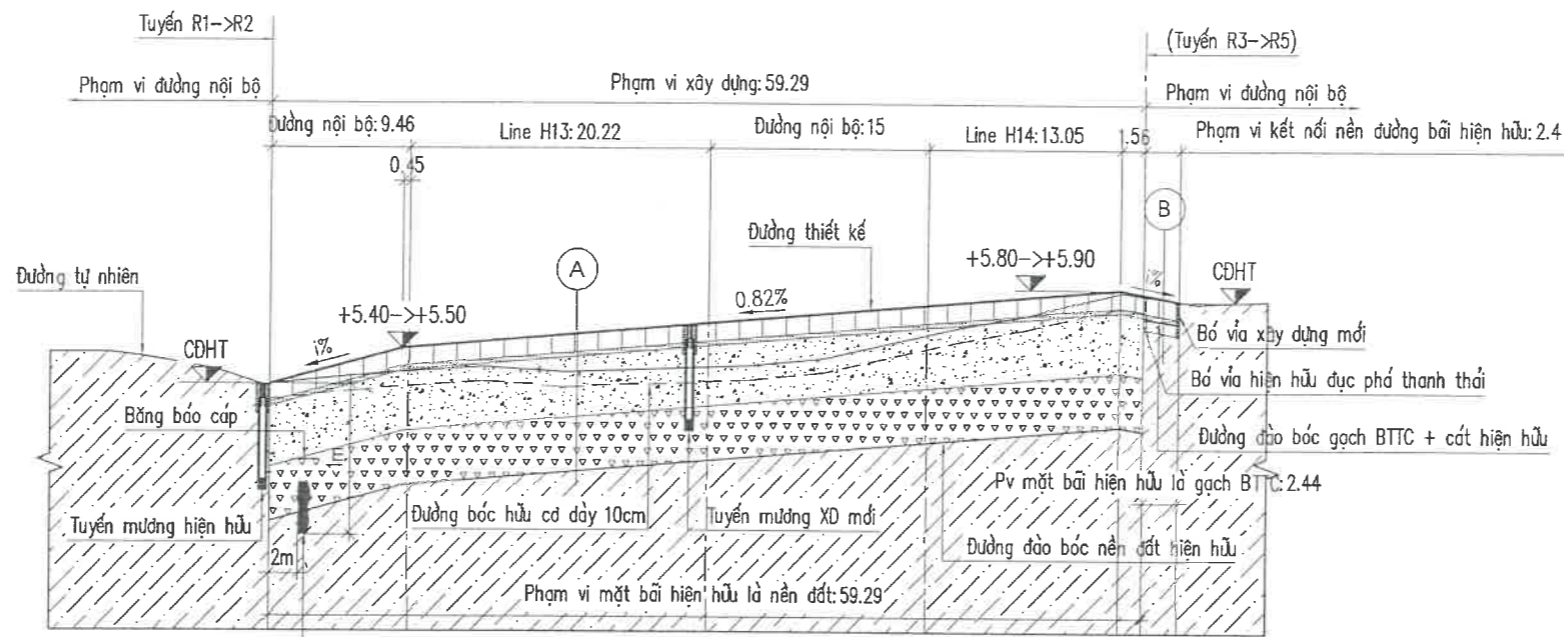 Tuyến R1->R2
(Tuyến R3->R5)
Phạm vi đường nội bộ
Phạm vi xây dựng:59.29
Phạm vi đường nội bộ
Đường nội bộ:9.46
Line H13:20.22
Đường nội bộ:15
Line H14:13.05
1.56
Phạm vi kết nối nền đường bãi hiện hữu:2.4
0.45
B
Đường thiết kế
A
+5.80->+5.90
CĐHT
Đường tự nhiên
i%
0.82%
+5.40->+5.50
CĐHT
i%
Bó vỉa xây dựng mới
Bó vỉa hiện hữu đục phá thanh thải
Băng báo cáp
Đường đào bóc gạch BTTC + cát hiện hữu
1m
Pv mặt bãi hiện hữu là gạch BTTC:2.44
Tuyến mương hiện hữu
Đường bóc hữu cơ dày 10cm
Tuyến mương XD mới
Đường đào bóc nền đất hiện hữu
2m
Phạm vi mặt bãi hiện hữu là nền đất:59.29